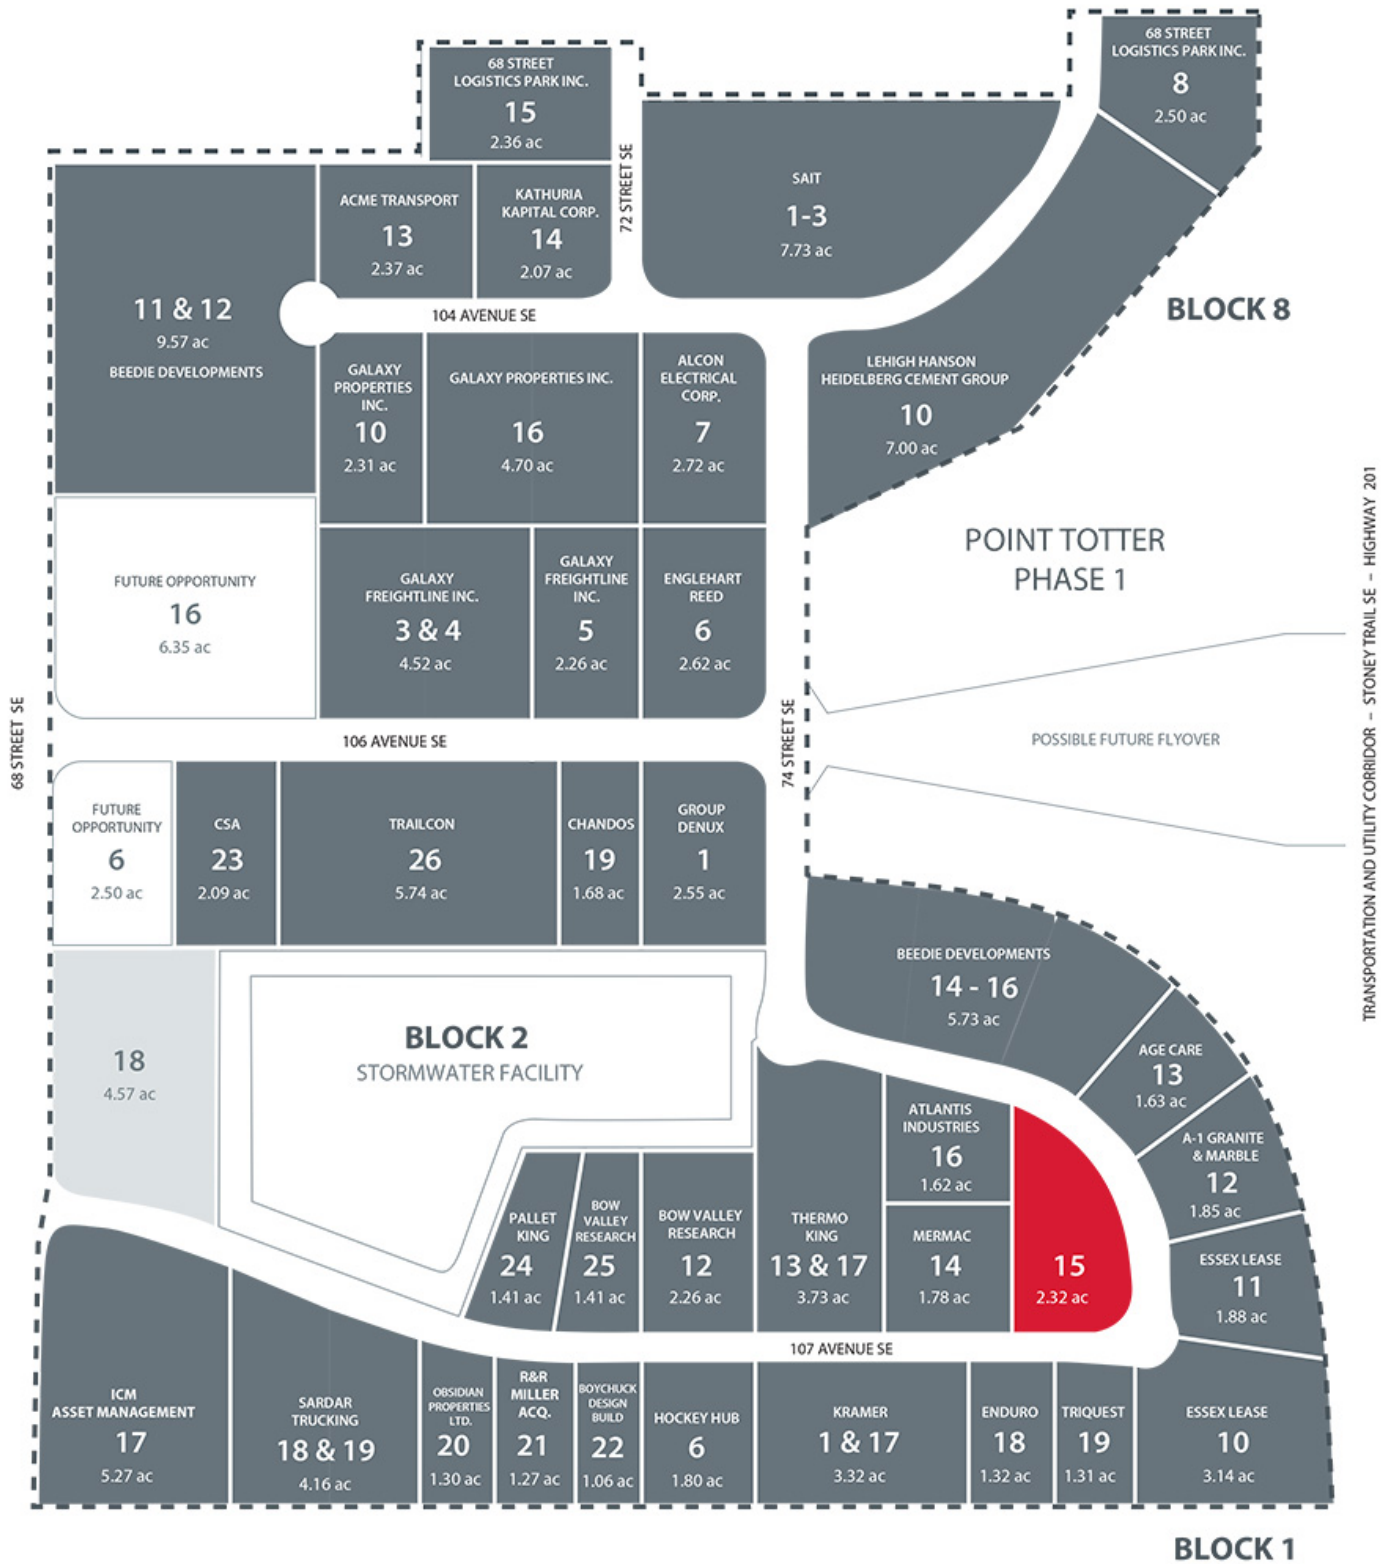 68 STREET
LOGISTICS PARK INC.
8
2.50 ac
68 STREET
LOGISTICS PARK INC.
15
2.36 ac
72 STREET SE
SAIT
1-3
7.73 ac
ACME TRANSPORT
13
2.37 ac
KATHURIA
KAPITAL CORP.
14
2.07 ac
11 & 12
9.57 ac
BEEDIE DEVELOPMENTS
104 AVENUE SE
BLOCK 8
GALAXY
PROPERTIES
INC.
10
2.31 ac
GALAXY PROPERTIES INC.
16
4.70 ac
ALCON
ELECTRICAL
CORP.
7
2.72 ac
LEHIGH HANSON
HEIDELBERG CEMENT GROUP
10
7.00 ac
POINT TOTTER
PHASE 1
FUTURE OPPORTUNITY
16
6.35 ac
GALAXY
FREIGHTLINE INC.
3 & 4
4.52 ac
GALAXY
FREIGHTLINE
INC.
5
2.26 ac
ENGLEHART
REED
6
2.62 ac
68 STREET SE
106 AVENUE SE
74 STREET SE
POSSIBLE FUTURE FLYOVER
TRANSPORTATION AND UTILITY CORRIDOR – STONEY TRAIL SE – HIGHWAY 201
FUTURE
OPPORTUNITY
6
2.50 ac
CSA
23
2.09 ac
TRAILCON
26
5.74 ac
CHANDOS
19
1.68 ac
GROUP
DENUX
1
2.55 ac
BEEDIE DEVELOPMENTS
14 - 16
5.73 ac
18
4.57 ac
BLOCK 2
STORMWATER FACILITY
AGE CARE
13
1.63 ac
A-1 GRANITE
& MARBLE
12
1.85 ac
ESSEX LEASE
11
1.88 ac
PALLET
KING
24
1.41 ac
BOW
VALLEY
RESEARCH
25
1.41 ac
BOW VALLEY
RESEARCH
12
2.26 ac
THERMO
KING
13 & 17
3.73 ac
ATLANTIS
INDUSTRIES
16
1.62 ac
MERMAC
14
1.78 ac
15
2.32 ac
107 AVENUE SE
ICM
ASSET MANAGEMENT
17
5.27 ac
SARDAR
TRUCKING
18 & 19
4.16 ac
OBSIDIAN
PROPERTIES
LTD.
20
1.30 ac
R&R
MILLER
ACQ.
21
1.27 ac
BOYCHUCK
DESIGN
BUILD
22
1.06 ac
HOCKEY HUB
6
1.80 ac
KRAMER
1 & 17
3.32 ac
ENDURO
18
1.32 ac
TRIQUEST
19
1.31 ac
ESSEX LEASE
10
3.14 ac
BLOCK 1